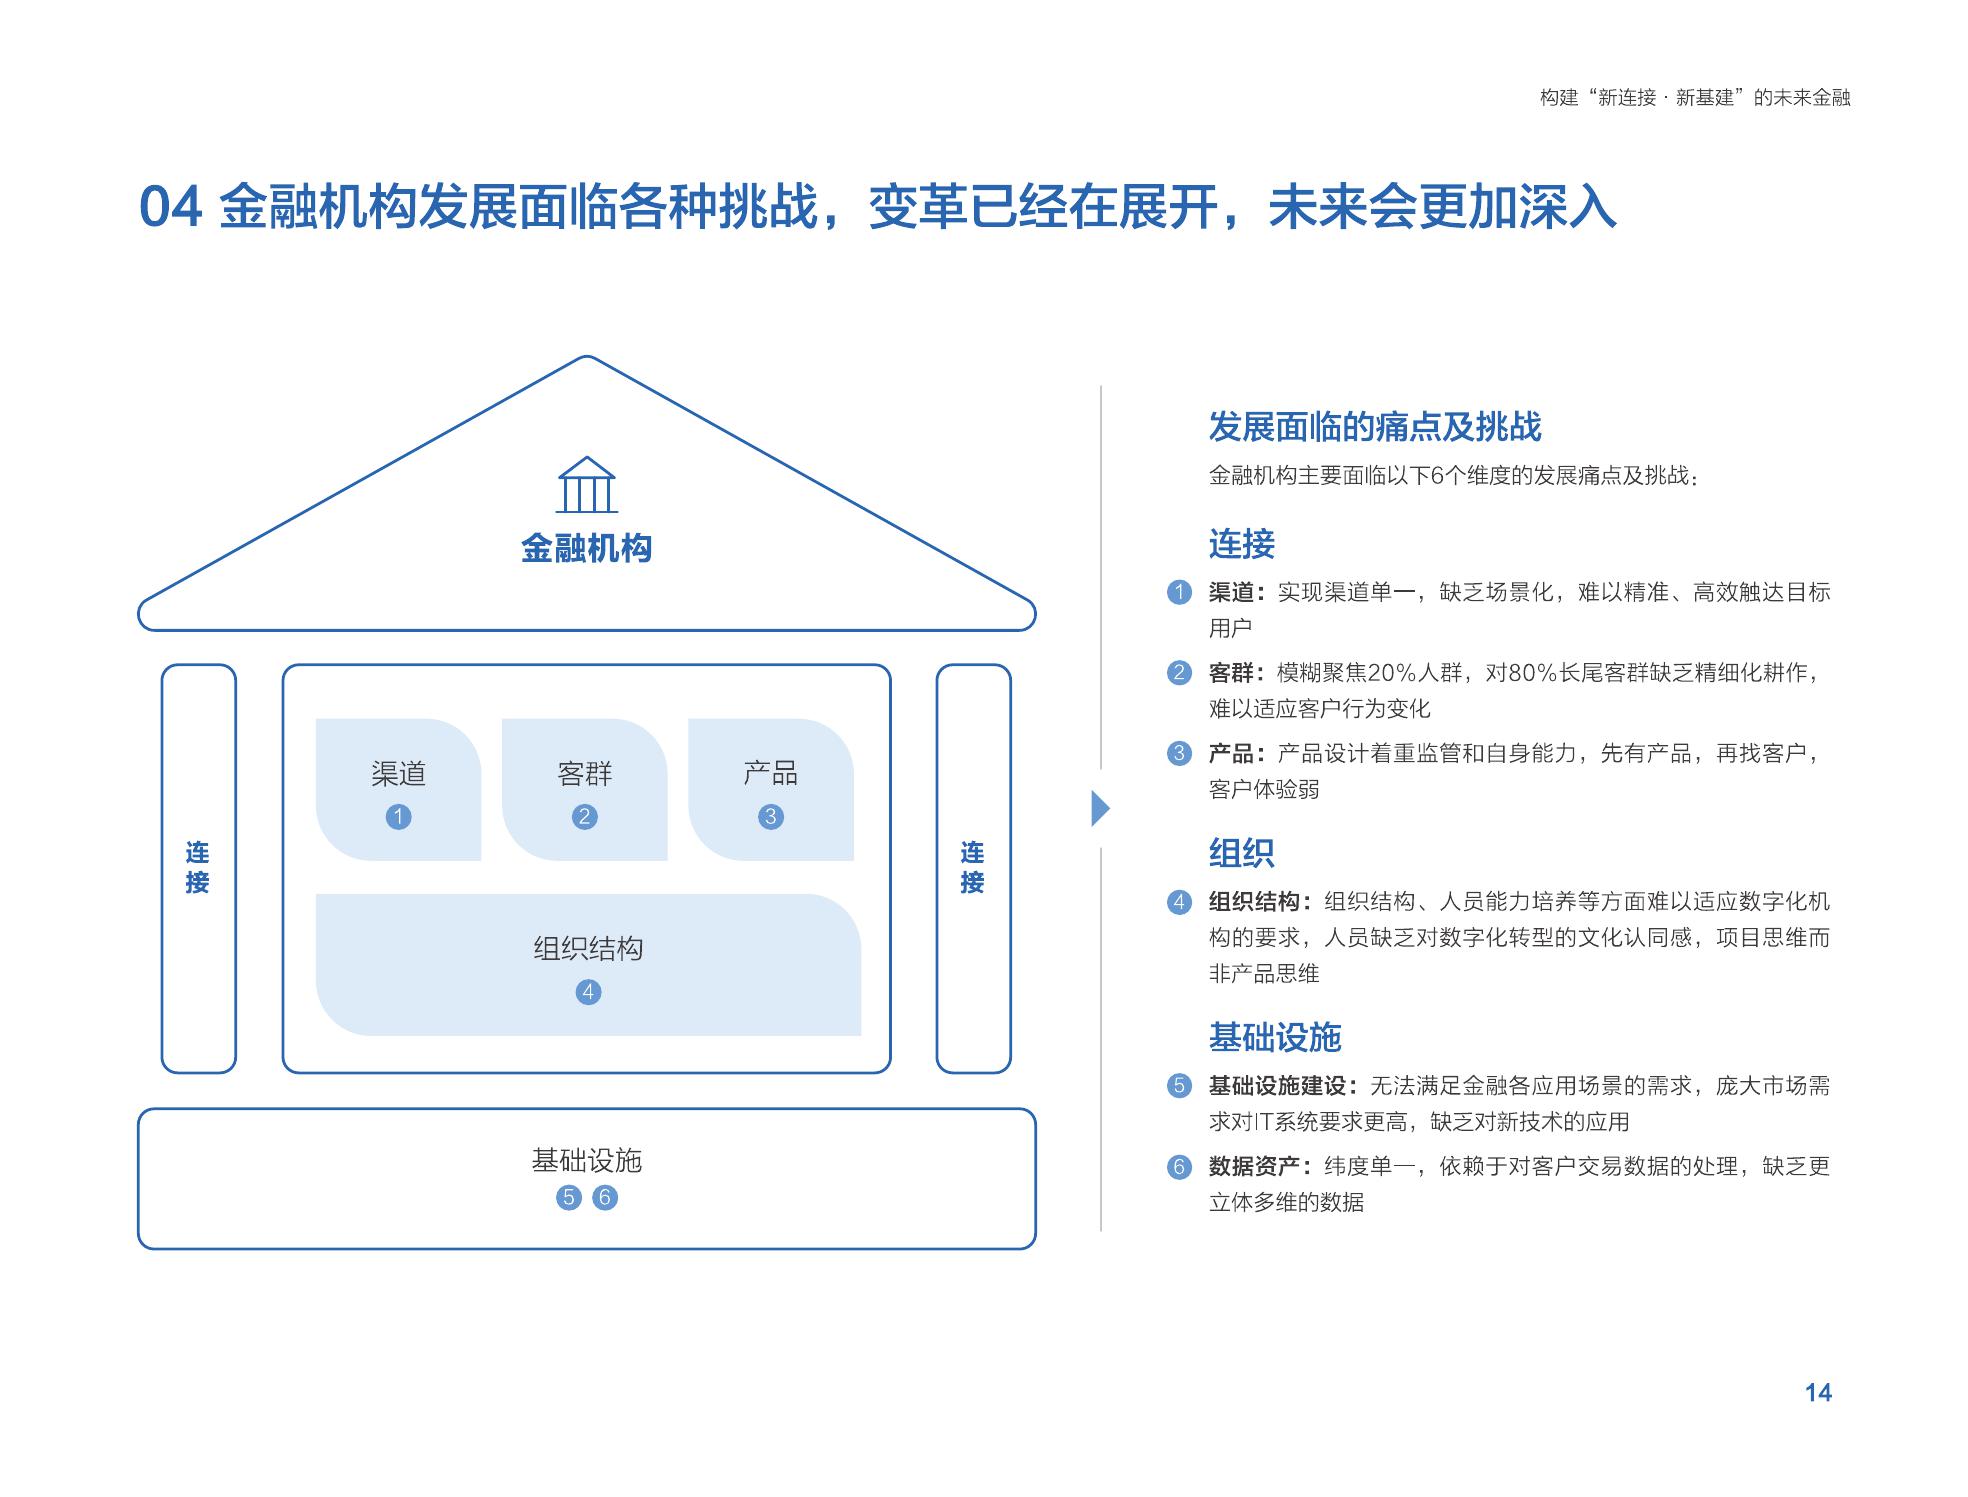 构建“新连接·新基建”的未来金融
04 金融机构发展面临各种挑战，变革已经在展开，未来会更加深入
金融机构
连接
渠道
1
客群
2
产品
3
组织结构
4
连接
基础设施
5 6
发展面临的痛点及挑战
金融机构主要面临以下6个维度的发展痛点及挑战：
连接
1 渠道：实现渠道单一，缺乏场景化，难以精准、高效触达目标
用户
2 客群：模糊聚焦20%人群，对80%长尾客群缺乏精细化耕作，
难以适应客户行为变化
3 产品：产品设计着重监管和自身能力，先有产品，再找客户，
客户体验弱
组织
4 组织结构：组织结构、人员能力培养等方面难以适应数字化机
构的要求，人员缺乏对数字化转型的文化认同感，项目思维而
非产品思维
基础设施
5 基础设施建设：无法满足金融各应用场景的需求，庞大市场需
求对IT系统要求更高，缺乏对新技术的应用
6 数据资产：纬度单一，依赖于对客户交易数据的处理，缺乏更
立体多维的数据
14